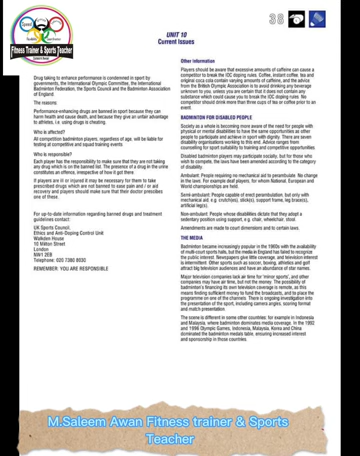 38
UNIT 10
Current Issues
Fitness Trainer & Sports
Teacher
Drug taking to enhance performance is condemned in sport by
governments, the International Olympic Committee, the International
Badminton Federation, the Sports Council and the Badminton Association
of England.
The reasons:
Performance-enhancing drugs are banned in sport because they can
harm health and cause death, and because they give an unfair advantage
to athletes, i.e. using drugs is cheating.
Who is affected?
All competition badminton players, regardless of age, will be liable for
testing at competition and squad training events
Who is responsible?
Each player has the responsibility to make sure that they are not taking
any drug which is on the banned list. The presence of a drug in the urine
constitutes an offence, irrespective of how it got there.
If players are ill or injured it may be necessary for them to take
prescribed drugs which are not banned to ease pain and / or aid
recovery and players should make sure that their doctor prescribes
one of these.
For up-to-date information regarding banned drugs and treatment
guidelines contact:
UK Sports Council,
Ethics and Anti-Doping Control Unit
Walkden House
10 Melton Street
London
NW1 2EB
Telephone: 020 7380 8030
REMEMBER: YOU ARE RESPONSIBLE
Other information
Players should be aware that excessive amounts of caffeine can cause a
competitor to break the IOC doping rules. Coffee, instant coffee, tea and
original coca cola contain varying amounts of caffeine, and the advice
from the British Olympic Association is to avoid drinking any beverage
unknown to you, unless you are certain that it does not contain any
substance which could cause you to break the IOC doping rules. No
competitor should drink more than three cups of tea or coffee prior to an
event.
BADMINTON FOR DISABLED PEOPLE
Society as a whole is becoming more aware of the need for people with
physical or mental disabilities to have the same opportunities as other
people to participate and achieve in sport with dignity. There are seven
disability organisations working to this end. Advice ranges from
counselling for sport suitability to training and competitive opportunities
Disabled badminton players may participate socially, but for those who
wish to compete, the laws have been amended according to the category
of disability.
Ambulant: People requiring no mechanical aid to perambulate. No change
in the laws. For example deaf players, for whom National, European and
World championships are held.
Semi-ambulant: People capable of erect perambulation, but only with
mechanical aid. e.g. crutch(es), stick(s), support frame, leg brace(s),
artificial leg(s).
Non-ambulant: People whose disabilities dictate that they adopt a
sedentary position using support, e.g. chair, wheelchair, stool.
Amendments are made to court dimensions and to certain laws.
THE MEDIA
Badminton became increasingly popular in the 1980s with the availability
of multi-court sports halls, but the media in England has failed to recognise
the public interest. Newspapers give little coverage, and television interest
is intermittent. Other sports such as soccer, boxing, athletics and golf
attract big television audiences and have an abundance of star names.
Major television companies lack air time for 'minor sports', and other
companies may have air time, but not the money. The possibility of
badminton's financing its own television coverage is remote, as this
means finding sufficient money to fund the broadcasts, and to place the
programme on one of the channels. There is ongoing investigation into
the presentation of the sport, including camera angles, scoring format
and match presentation.
The scene is different in some other countries: for example in Indonesia
and Malaysia, where badminton dominates media coverage. In the 1992
and 1996 Olympic Games, Indonesia, Malaysia, Korea and China
dominated the badminton medals table, ensuring increased interest
and sponsorship in those countries.
M.Saleem Awan Fitness trainer & Sports
Teacher